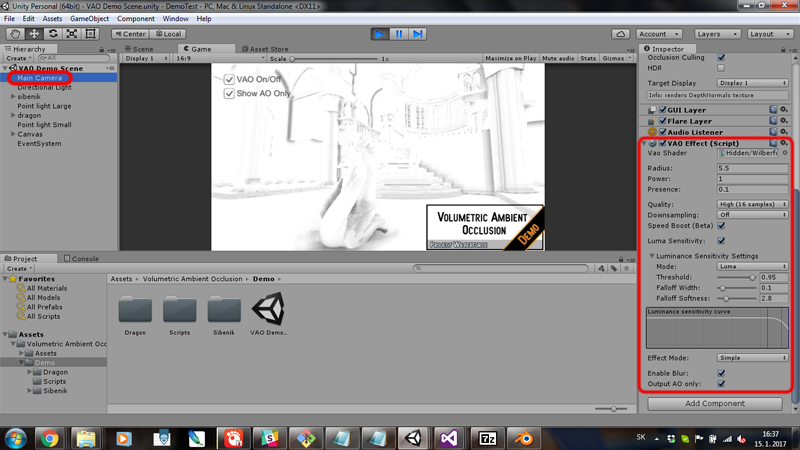 Unity Personal (64bit) - VAO Demo Scene.unity - DemoTest - PC, Mac & Linux Standalone <DX11>
File Edit Assets GameObject Component Window Help
Center Local Account Layers Layout
Hierarchy
Create All
VAO Demo Scene
Main Camera
Directional Light
sibenik
Point light Large
dragon
Point light Small
Canvas
EventSystem
Scene Game Asset Store
Display 1 16:9 Scale 1x Maximize on Play Mute audio Stats Gizmos
VAO On/Off
Show AO Only
Volumetric Ambient
Occlusion
Project Wilberforce
Demo
Inspector
Occlusion Culling
HDR
Target Display Display 1
Info: renders DepthNormals texture
GUI Layer
Flare Layer
Audio Listener
VAO Effect (Script)
Vao Shader Hidden/Wilberf
Radius: 5.5
Power: 1
Presence: 0.1
Quality: High (16 samples)
Downsampling: Off
Speed Boost (Beta)
Luma Sensitivity:
Luminance Sensitivity Settings
Mode: Luma
Threshold: 0.95
Falloff Width: 0.1
Falloff Softness: 2.8
Luminance sensitivity curve
Effect Mode: Simple
Enable Blur:
Output AO only:
Add Component
Project Console
Create
Favorites
All Materials
All Models
All Prefabs
All Scripts
Assets
Volumetric Ambient Occl
Assets
Demo
Dragon
Scripts
Sibenik
Assets Volumetric Ambient Occlusion Demo
Dragon Scripts Sibenik VAO Demo...
SK 16:37
15. 1. 2017